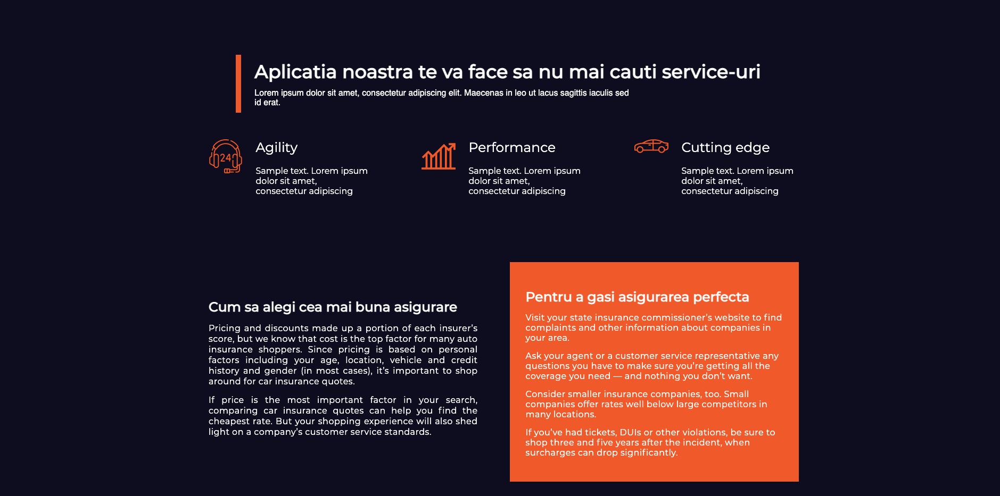 Aplicatia noastra te va face sa nu mai cauti service-uri
Lorem ipsum dolor sit amet, consectetur adipiscing elit. Maecenas in leo ut lacus sagittis iaculis sed
id erat.
24
Agility
Sample text. Lorem ipsum
dolor sit amet,
consectetur adipiscing
Performance
Sample text. Lorem ipsum
dolor sit amet,
consectetur adipiscing
Cutting edge
Sample text. Lorem ipsum
dolor sit amet,
consectetur adipiscing
Cum sa alegi cea mai buna asigurare
Pricing and discounts made up a portion of each insurer’s
score, but we know that cost is the top factor for many auto
insurance shoppers. Since pricing is based on personal
factors including your age, location, vehicle and credit
history and gender (in most cases), it’s important to shop
around for car insurance quotes.
If price is the most important factor in your search,
comparing car insurance quotes can help you find the
cheapest rate. But your shopping experience will also shed
light on a company’s customer service standards.
Pentru a gasi asigurarea perfecta
Visit your state insurance commissioner’s website to find
complaints and other information about companies in
your area.
Ask your agent or a customer service representative any
questions you have to make sure you’re getting all the
coverage you need — and nothing you don’t want.
Consider smaller insurance companies, too. Small
companies offer rates well below large competitors in
many locations.
If you’ve had tickets, DUIs or other violations, be sure to
shop three and five years after the incident, when
surcharges can drop significantly.